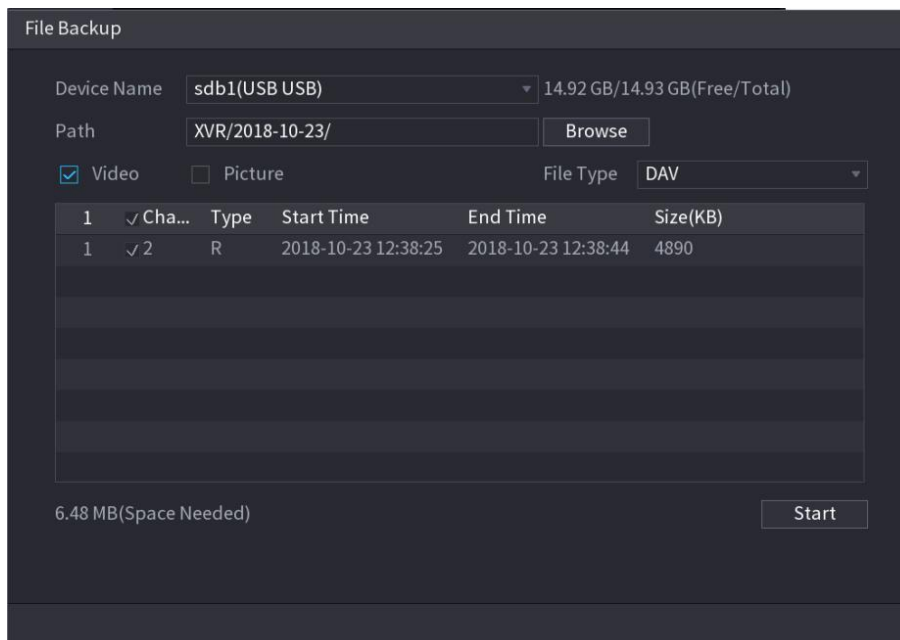 File Backup
Device Name sdb1(USB USB) 14.92 GB/14.93 GB(Free/Total)
Path XVR/2018-10-23/ Browse
Video Picture File Type DAV
1 Cha... Type Start Time End Time Size(KB)
1 2 R 2018-10-23 12:38:25 2018-10-23 12:38:44 4890
6.48 MB(Space Needed) Start